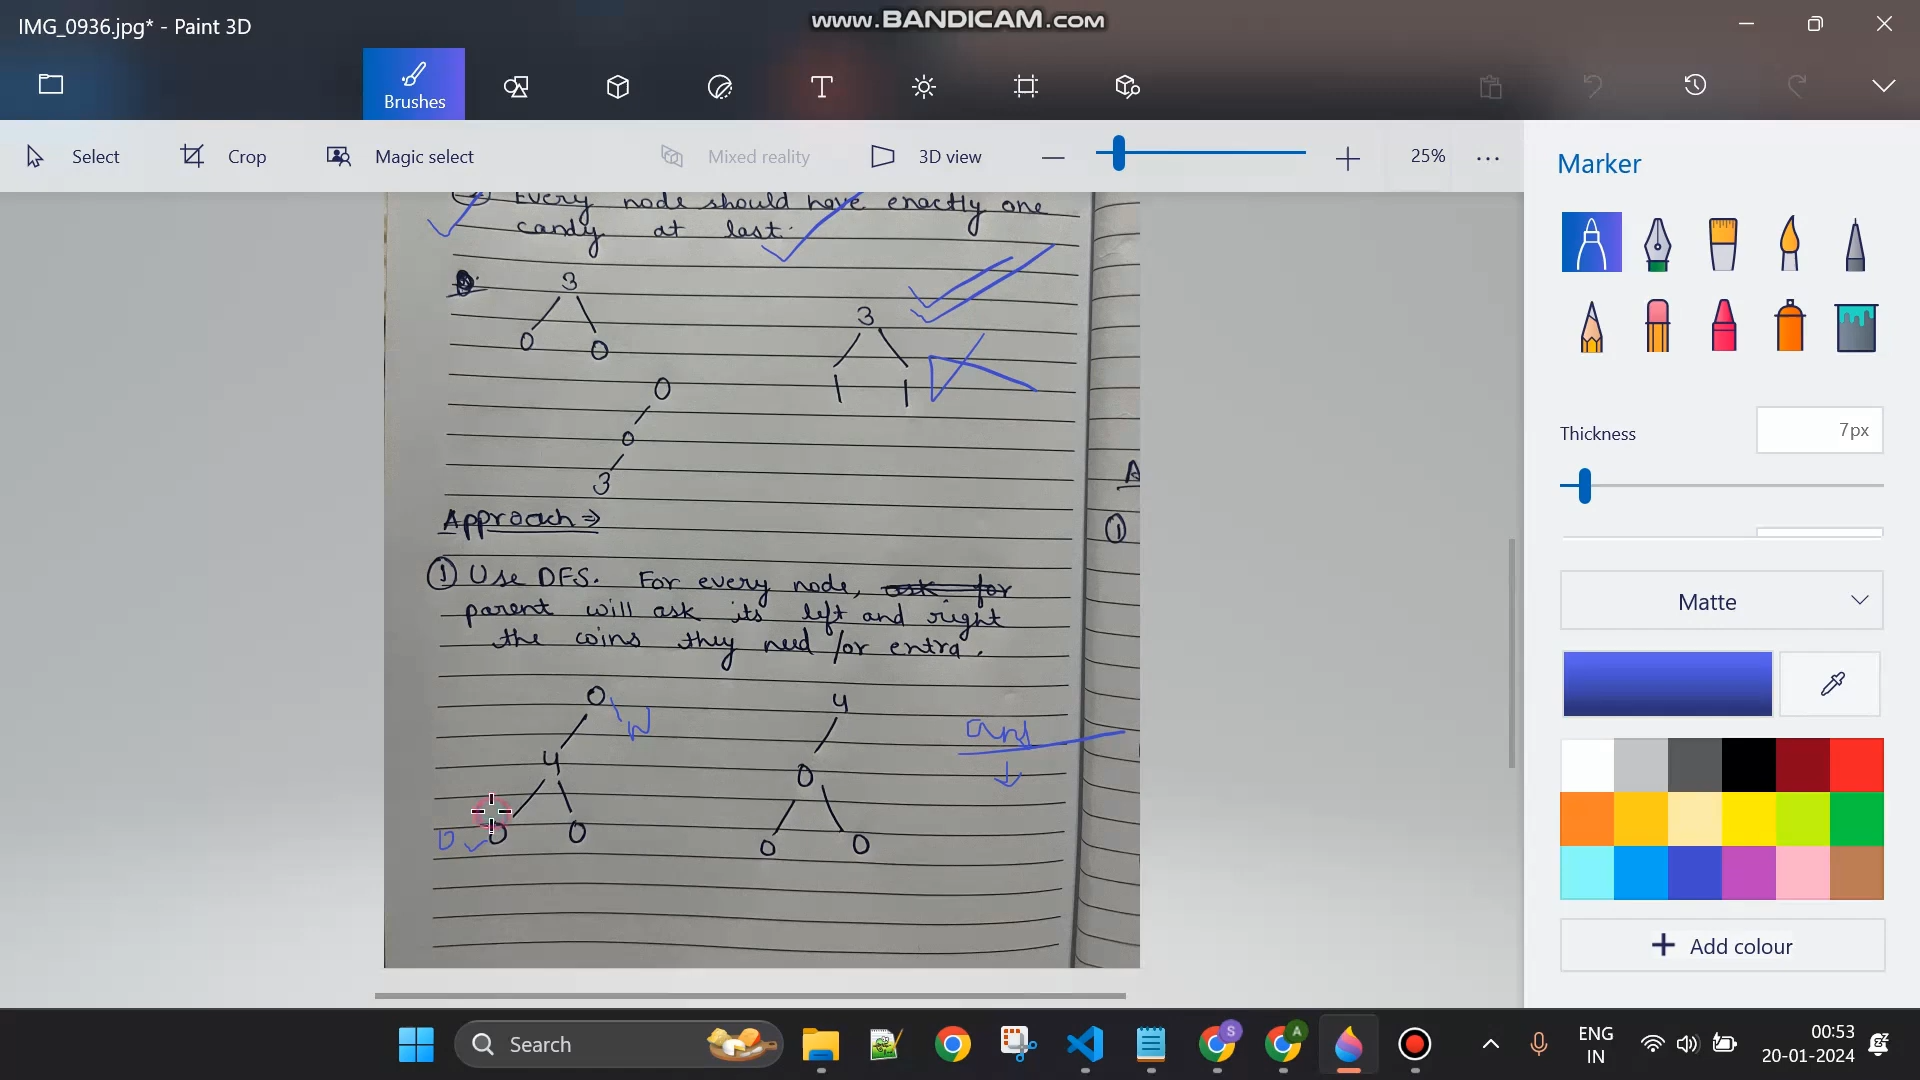 IMG_0936.jpg* - Paint 3D
www.BANDICAM.com
Brushes
Select
Crop
Magic select
Mixed reality
3D view
25%
Marker
Every node should have exactly one
candy at last.
3
0 0
3
1 1
0
0
3
Approach ⇒
① Use DFS. For every node, ask for
parent will ask its left and right
the coins they need /or extra.
A
①
0
4
0 0
4
0
0 0
ans
↓
0
Thickness
7px
Matte
Add colour
Search
S
A
ENG
IN
00:53
20-01-2024